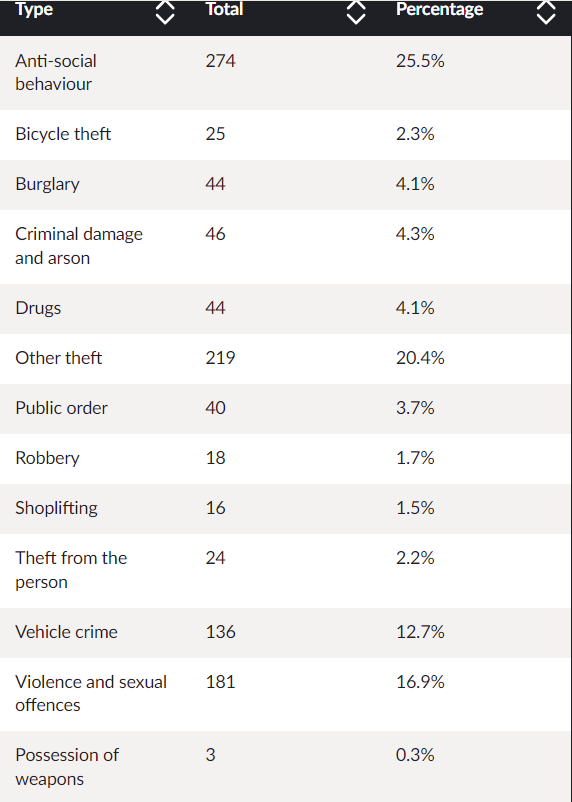 Type Total Percentage
Anti-social 274 25.5%
behaviour
Bicycle theft 25 2.3%
Burglary 44 4.1%
Criminal damage 46 4.3%
and arson
Drugs 44 4.1%
Other theft 219 20.4%
Public order 40 3.7%
Robbery 18 1.7%
Shoplifting 16 1.5%
Theft from the 24 2.2%
person
Vehicle crime 136 12.7%
Violence and sexual 181 16.9%
offences
Possession of 3 0.3%
weapons